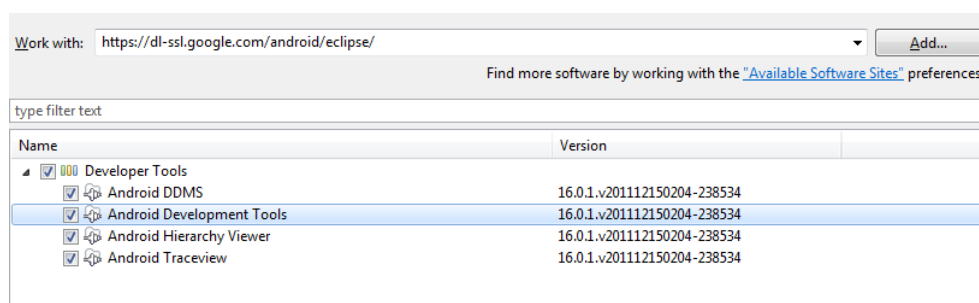 Work with: https://dl-ssl.google.com/android/eclipse/ Add...
Find more software by working with the "Available Software Sites" preferences
type filter text
Name Version
Developer Tools
Android DDMS 16.0.1.v201112150204-238534
Android Development Tools 16.0.1.v201112150204-238534
Android Hierarchy Viewer 16.0.1.v201112150204-238534
Android Traceview 16.0.1.v201112150204-238534